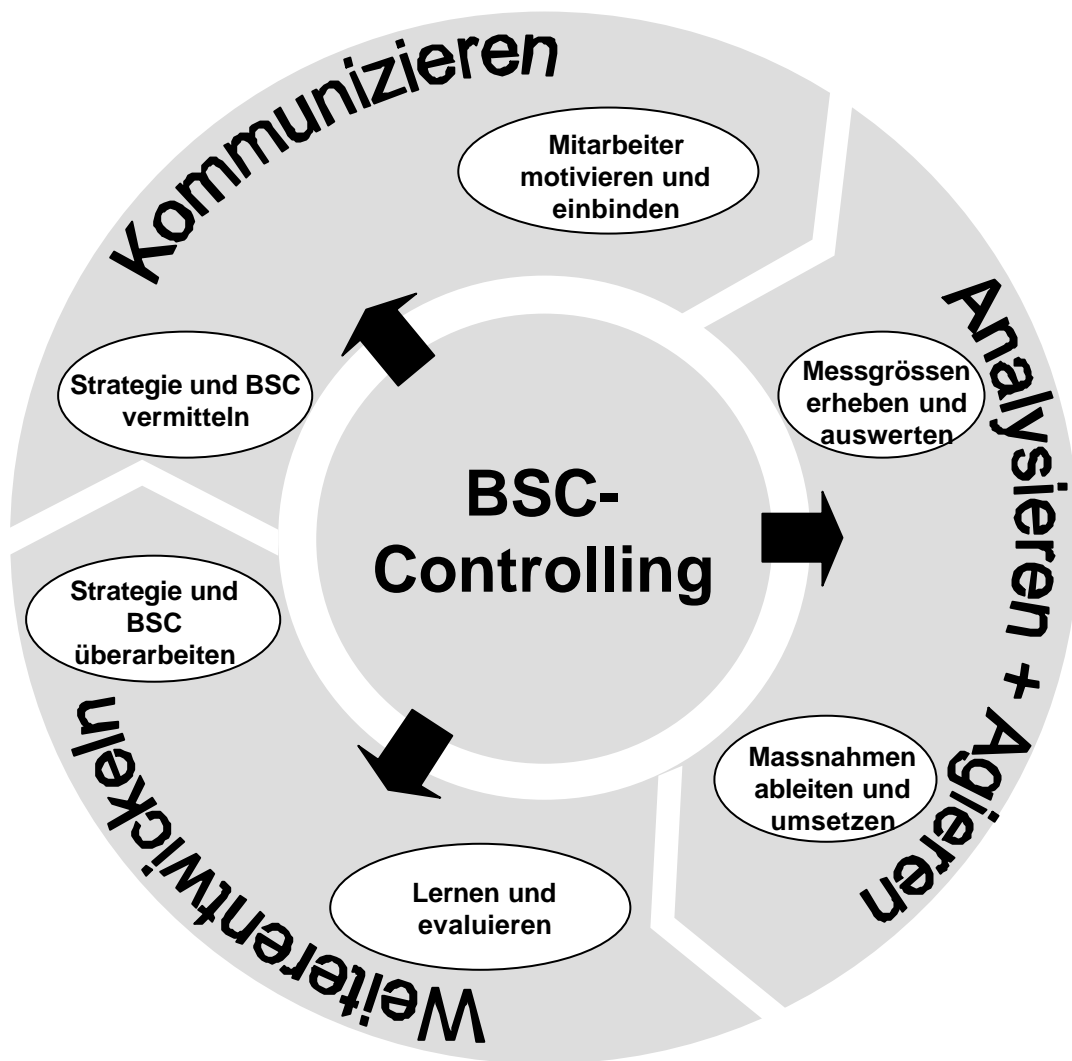 Kommunizieren
Mitarbeiter
motivieren und
einbinden
Strategie und BSC
vermitteln
Analysieren + Agieren
Messgrössen
erheben und
auswerten
BSC-
Controlling
Massnahmen
ableiten und
umsetzen
Strategie und
BSC
überarbeiten
Weiterentwickeln
Lernen und
evaluieren